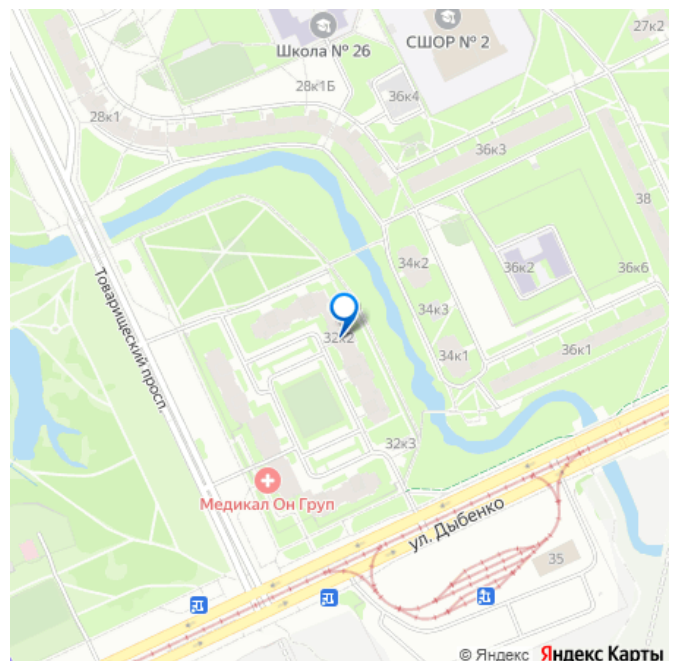 27к2
Школа № 26
СШОР № 2
28к1Б
36к4
28к1
36к3
38
34к2
36к2
36к6
Товарищеский просп.
34к3
32к2
34к1
36к1
32к3
Медикал Он Груп
ул. Дыбенко
35
© Яндекс Яндекс Карты